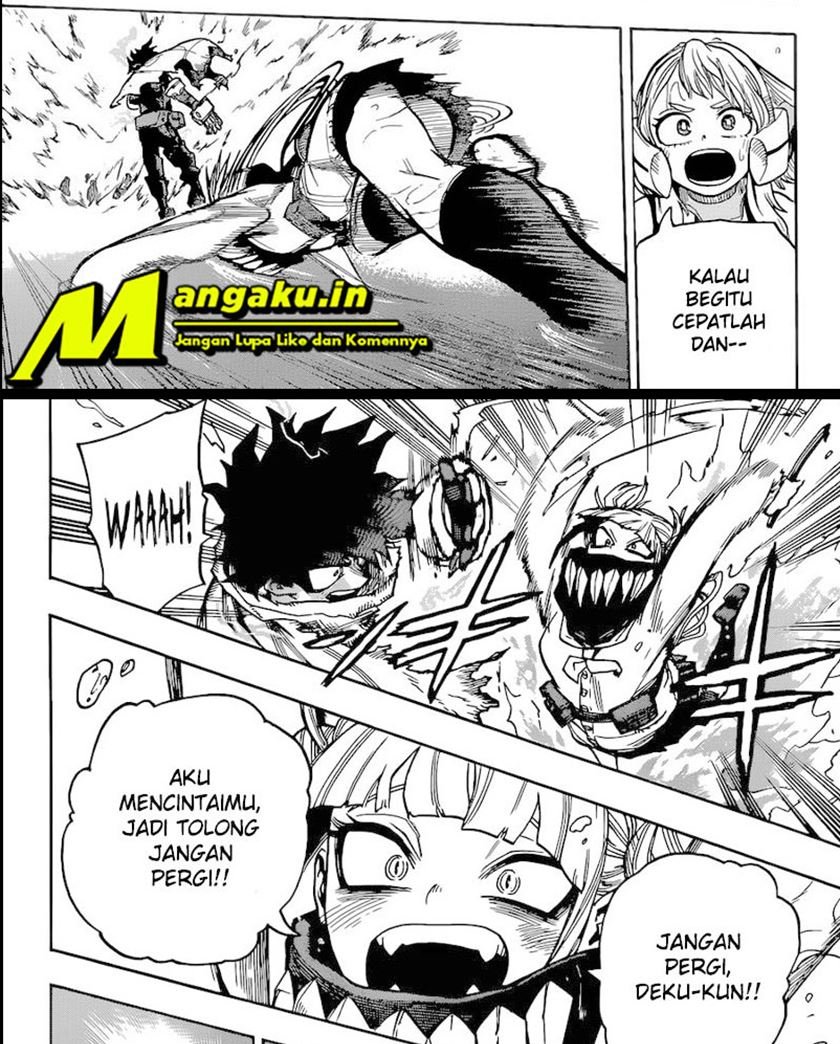 KALAU
BEGITU
CEPATLAH
DAN--
Mangaku.in
Jangan Lupa Like dan Komennya
WAAAH!
JANGAN
PERGI,
DEKU-KUN!!
AKU
MENCINTAIMU,
JADI TOLONG
JANGAN
PERGI!!